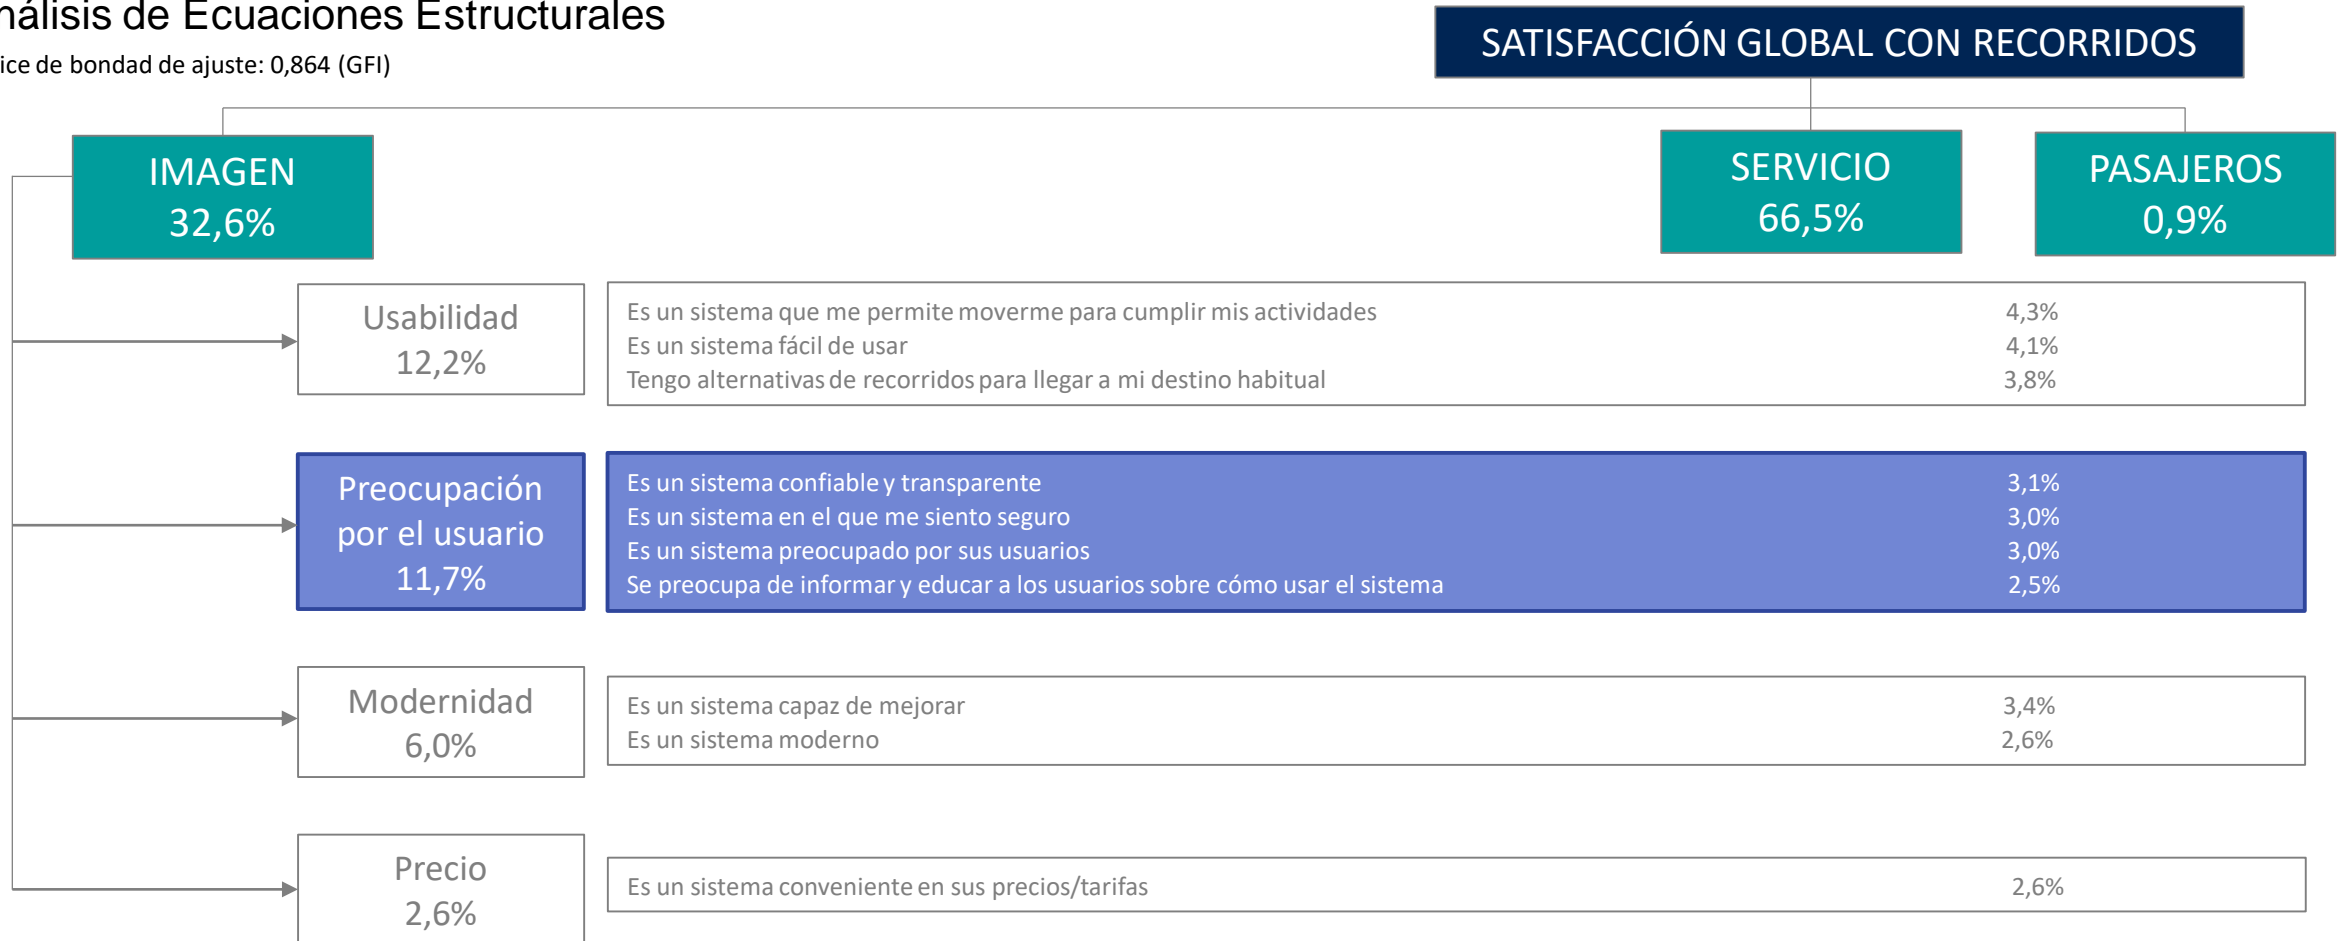 nálisis de Ecuaciones Estructurales
ice de bondad de ajuste: 0,864 (GFI)
SATISFACCIÓN GLOBAL CON RECORRIDOS
IMAGEN
32,6%
SERVICIO
66,5%
PASAJEROS
0,9%
Usabilidad
12,2%
Es un sistema que me permite moverme para cumplir mis actividades 4,3%
Es un sistema fácil de usar 4,1%
Tengo alternativas de recorridos para llegar a mi destino habitual 3,8%
Preocupación
por el usuario
11,7%
Es un sistema confiable y transparente 3,1%
Es un sistema en el que me siento seguro 3,0%
Es un sistema preocupado por sus usuarios 3,0%
Se preocupa de informar y educar a los usuarios sobre cómo usar el sistema 2,5%
Modernidad
6,0%
Es un sistema capaz de mejorar 3,4%
Es un sistema moderno 2,6%
Precio
2,6%
Es un sistema conveniente en sus precios/tarifas 2,6%